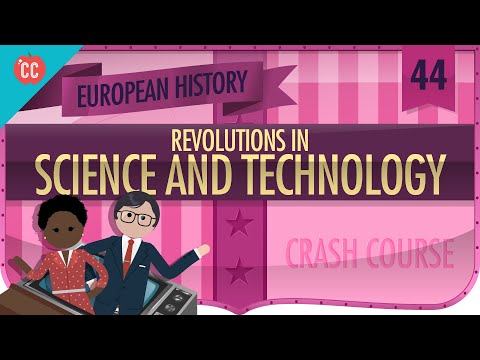 CC
EUROPEAN HISTORY
44
REVOLUTIONS IN
SCIENCE AND TECHNOLOGY
CRASH COURSE